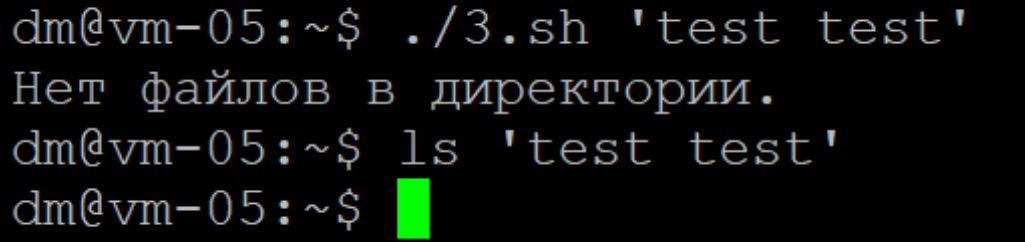 dm@vm-05:~$ ./3.sh 'test test'
Нет файлов в директории.
dm@vm-05:~$ ls 'test test'
dm@vm-05:~$